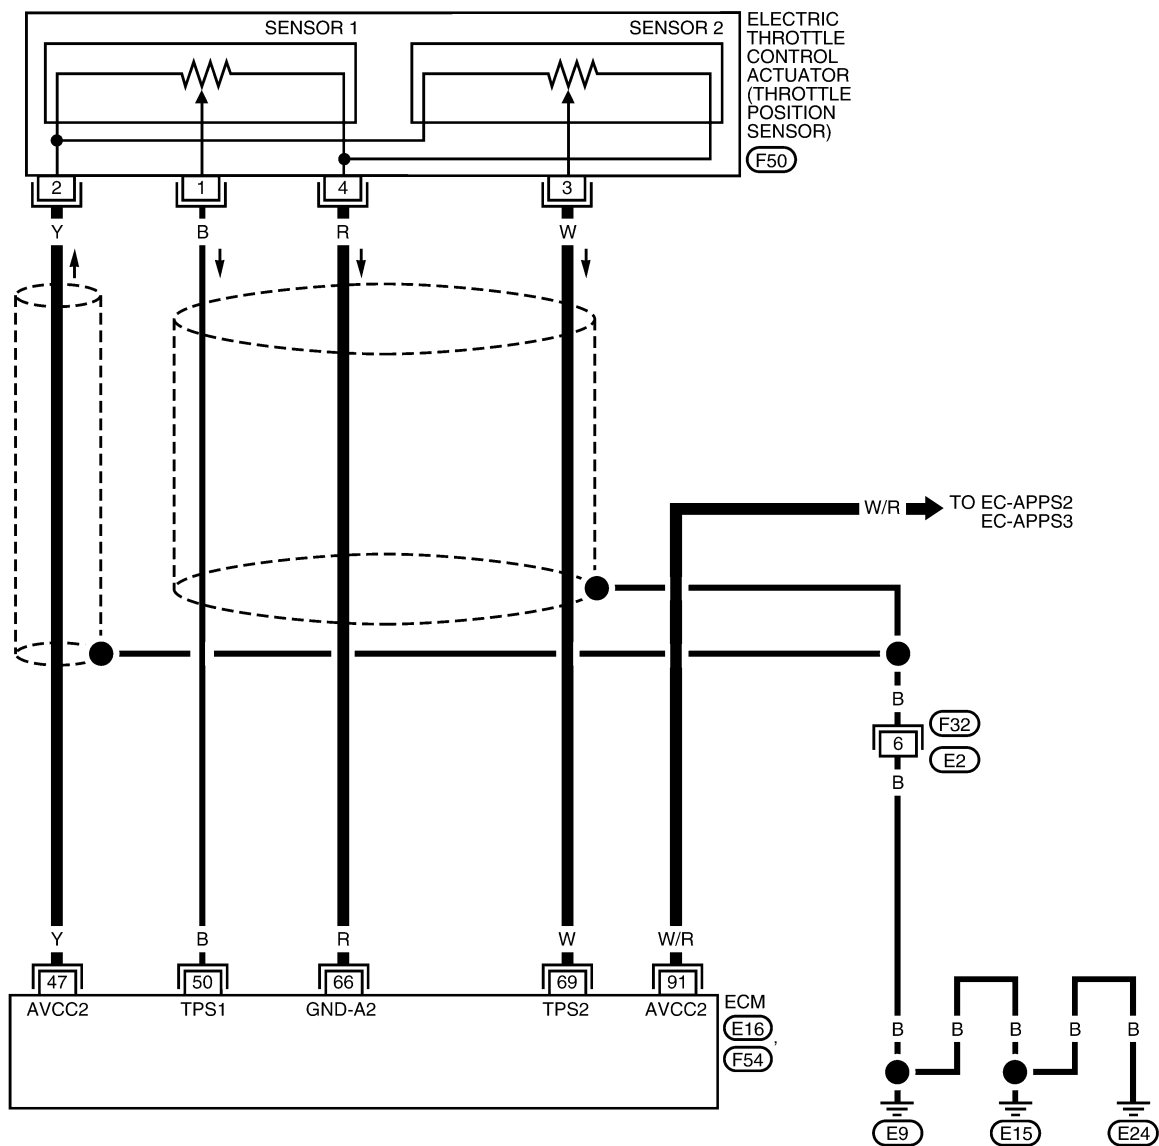 SENSOR 1
SENSOR 2
ELECTRIC
THROTTLE
CONTROL
ACTUATOR
(THROTTLE
POSITION
SENSOR)
F50
2
1
4
3
Y
B
R
W
W/R
TO EC-APPS2
EC-APPS3
B
6
F32
E2
B
Y
B
R
W
W/R
47
50
66
69
91
AVCC2
TPS1
GND-A2
TPS2
AVCC2
ECM
E16 ,
F54
B
B
B
B
B
E9
E15
E24